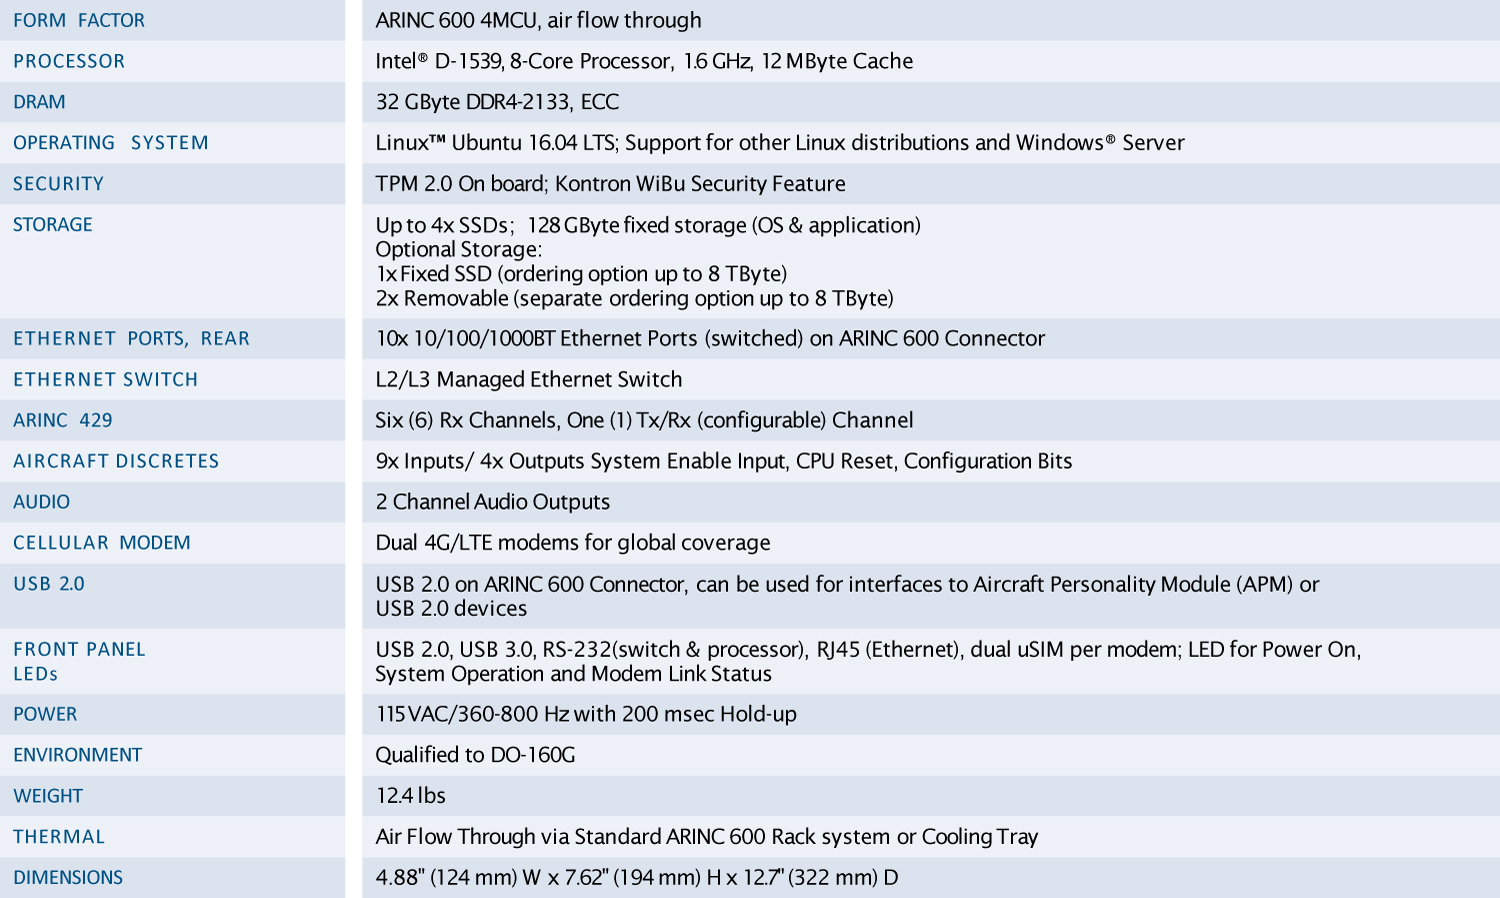 FORM FACTOR ARINC 600 4MCU, air flow through
PROCESSOR Intel® D-1539, 8-Core Processor, 1.6 GHz, 12 MByte Cache
DRAM 32 GByte DDR4-2133, ECC
OPERATING SYSTEM Linux™ Ubuntu 16.04 LTS; Support for other Linux distributions and Windows® Server
SECURITY TPM 2.0 On board; Kontron WiBu Security Feature
STORAGE Up to 4x SSDs; 128 GByte fixed storage (OS & application)
Optional Storage:
1x Fixed SSD (ordering option up to 8 TByte)
2x Removable (separate ordering option up to 8 TByte)
ETHERNET PORTS, REAR 10x 10/100/1000BT Ethernet Ports (switched) on ARINC 600 Connector
ETHERNET SWITCH L2/L3 Managed Ethernet Switch
ARINC 429 Six (6) Rx Channels, One (1) Tx/Rx (configurable) Channel
AIRCRAFT DISCRETES 9x Inputs/ 4x Outputs System Enable Input, CPU Reset, Configuration Bits
AUDIO 2 Channel Audio Outputs
CELLULAR MODEM Dual 4G/LTE modems for global coverage
USB 2.0 USB 2.0 on ARINC 600 Connector, can be used for interfaces to Aircraft Personality Module (APM) or
USB 2.0 devices
FRONT PANEL USB 2.0, USB 3.0, RS-232(switch & processor), RJ45 (Ethernet), dual uSIM per modem; LED for Power On,
LEDs System Operation and Modem Link Status
POWER 115 VAC/360-800 Hz with 200 msec Hold-up
ENVIRONMENT Qualified to DO-160G
WEIGHT 12.4 lbs
THERMAL Air Flow Through via Standard ARINC 600 Rack system or Cooling Tray
DIMENSIONS 4.88" (124 mm) W x 7.62" (194 mm) H x 12.7" (322 mm) D